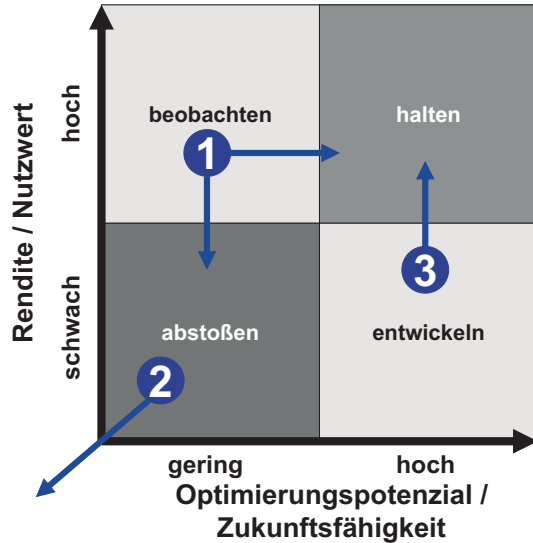 Rendite / Nutzwert
hoch
schwach
beobachten
halten
1
3
abstoßen
entwickeln
2
gering
hoch
Optimierungspotenzial /
Zukunftsfähigkeit